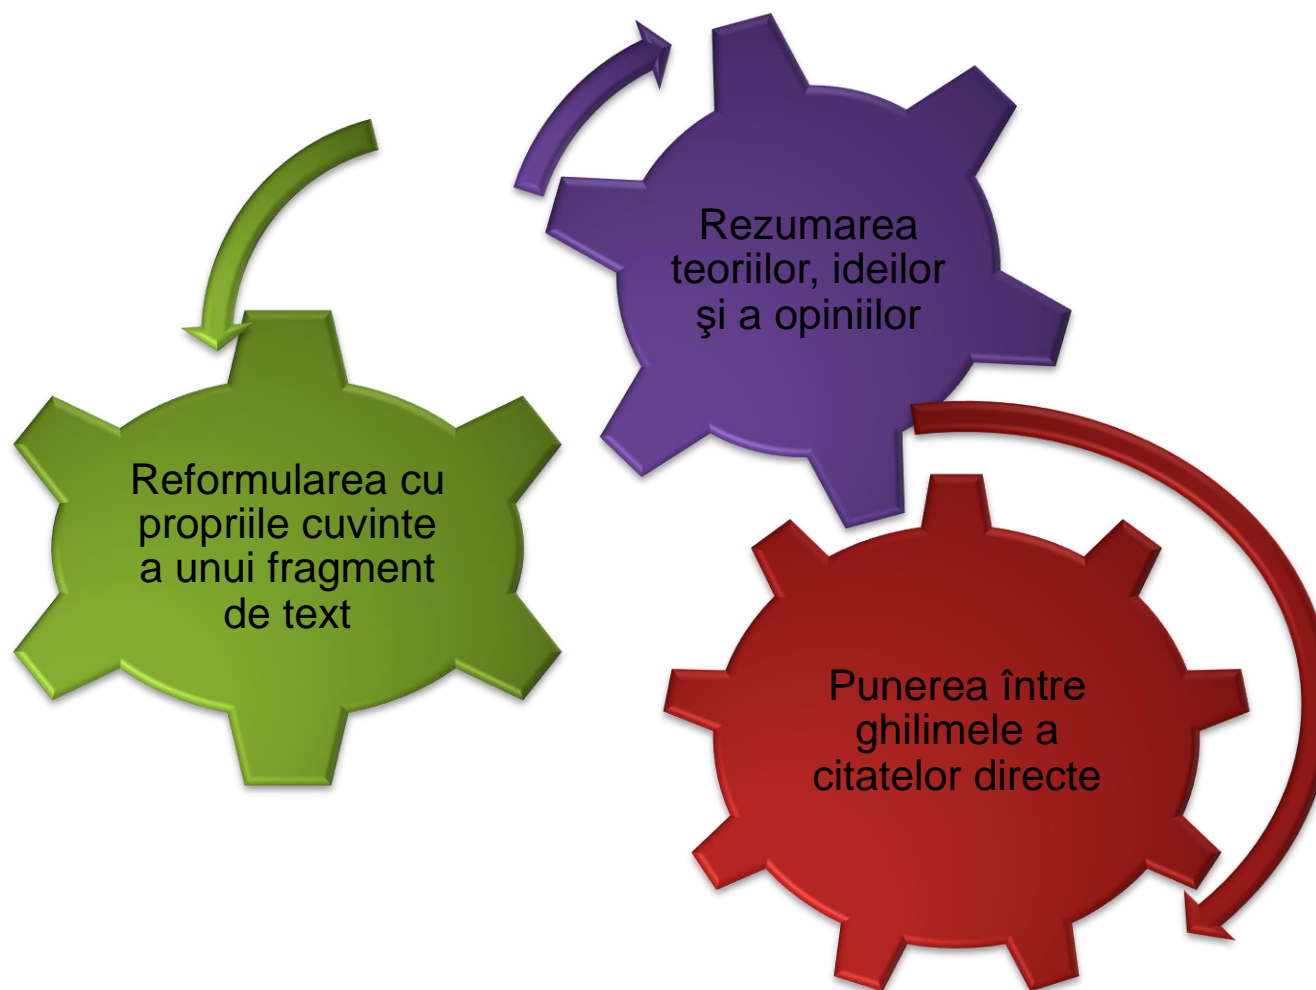 Rezumarea
teoriilor, ideilor
şi a opiniilor
Reformularea cu
propriile cuvinte
a unui fragment
de text
Punerea între
ghilimele a
citatelor directe